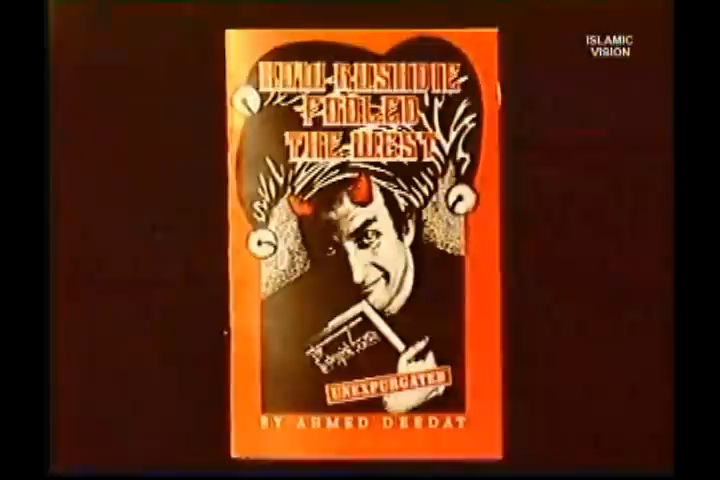 ISLAMIC
VISION
HOW RUSHDIE
FOOLED
THE WEST
UNEXPURGATED
BY AHMED DEEDAT